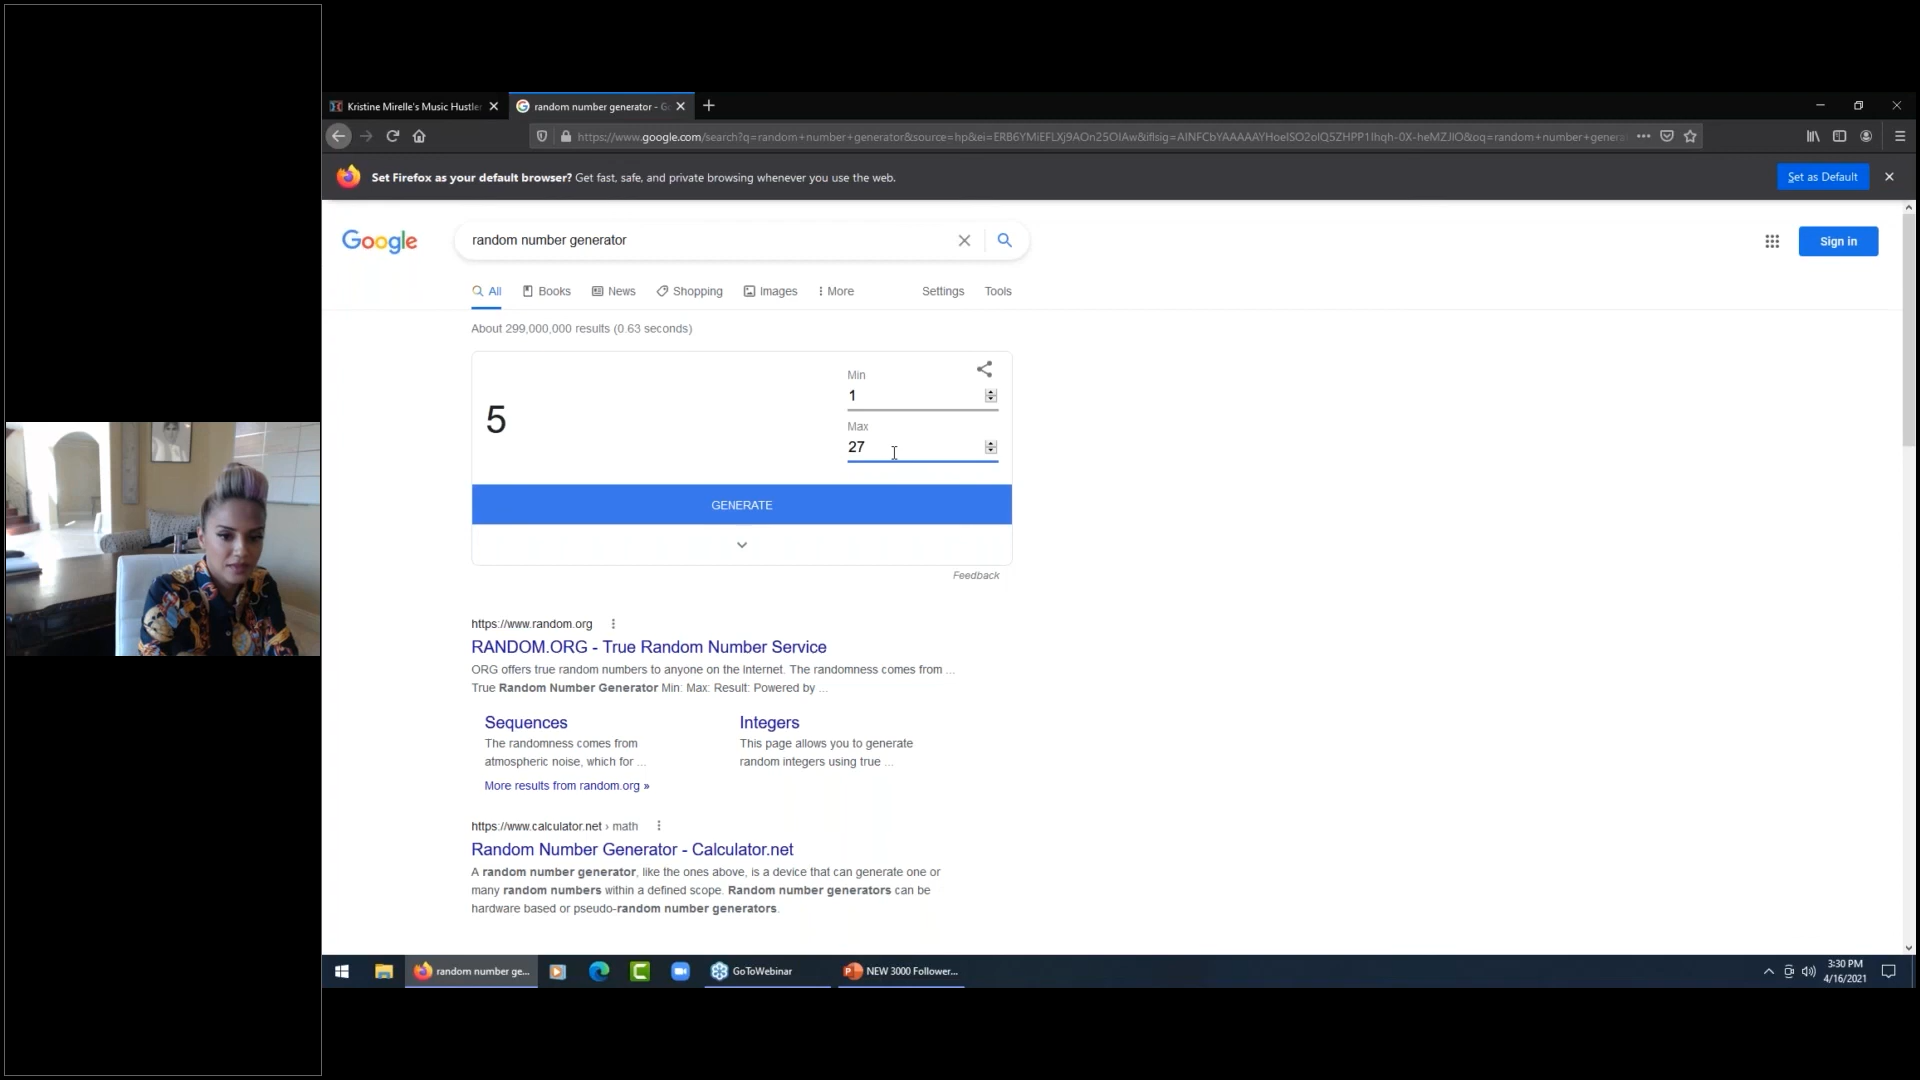 Kristine Mirelle's Music Hustler
random number generator - G
https://www.google.com/search?q=random+number+generator&source=hp&ei=
Set Firefox as your default browser? Get fast, safe, and private browsing whenever you use the web.
Set as Default
Google
random number generator
Sign in
All
Books
News
Shopping
Images
More
Settings
Tools
About 299,000,000 results (0.63 seconds)
5
Min
1
Max
27
GENERATE
Feedback
https://www.random.org
RANDOM.ORG - True Random Number Service
ORG offers true random numbers to anyone on the Internet. The randomness comes from ...
True Random Number Generator Min: Max: Result: Powered by ...
Sequences
The randomness comes from
atmospheric noise, which for ...
More results from random.org »
Integers
This page allows you to generate
random integers using true ...
https://www.calculator.net › math
Random Number Generator - Calculator.net
A random number generator, like the ones above, is a device that can generate one or
many random numbers within a defined scope. Random number generators can be
hardware based or pseudo-random number generators.
random number ge...
GoToWebinar
NEW 3000 Follower...
3:30 PM
4/16/2021